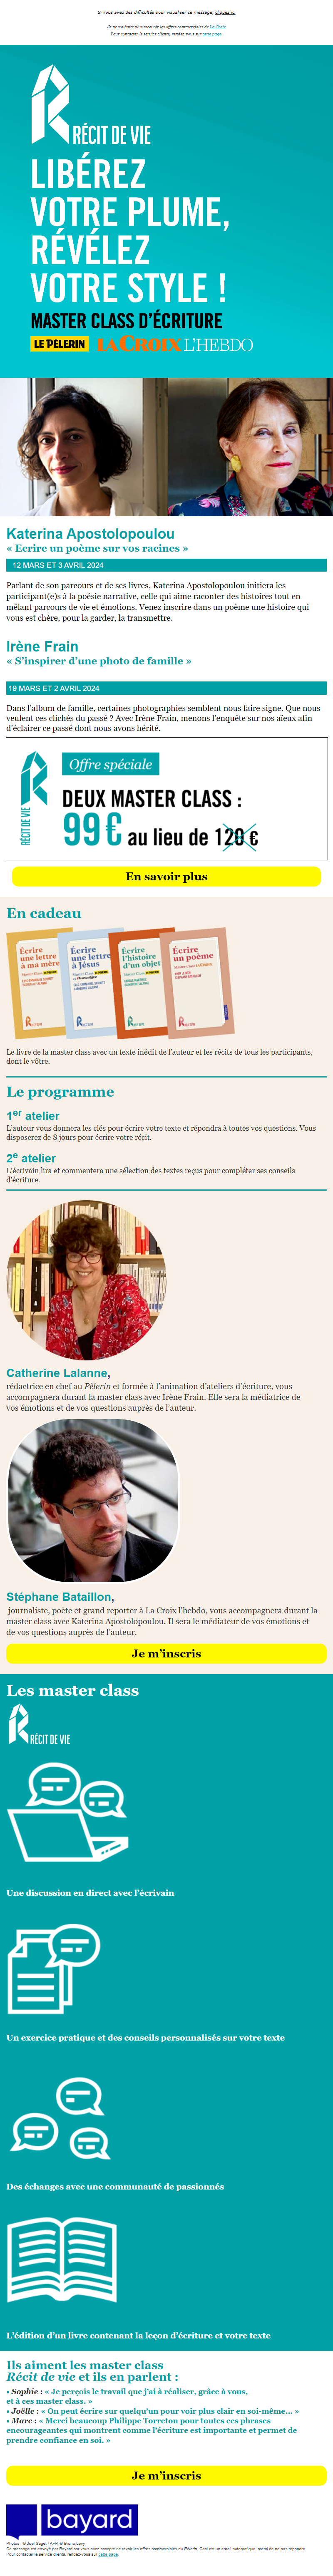 Si vous avez des difficultés pour visualiser ce message, cliquez ici
Je ne souhaite plus recevoir les offres commerciales de La Croix
Pour contacter le service clients, rendez-vous sur cette page.
RÉCIT DE VIE
LIBÉREZ
VOTRE PLUME,
RÉVÉLEZ
VOTRE STYLE !
MASTER CLASS D'ÉCRITURE
LE PELERIN LA CROIX L'HEBDO
Katerina Apostolopoulou
« Ecrire un poème sur vos racines »
12 MARS ET 3 AVRIL 2024
Parlant de son parcours et de ses livres, Katerina Apostolopoulou initiera les
participant(e)s à la poésie narrative, celle qui aime raconter des histoires tout en
mêlant parcours de vie et émotions. Venez inscrire dans un poème une histoire qui
vous est chère, pour la garder, la transmettre.
Irène Frain
« S'inspirer d'une photo de famille »
19 MARS ET 2 AVRIL 2024
Dans l'album de famille, certaines photographies semblent nous faire signe. Que nous
veulent ces clichés du passé ? Avec Irène Frain, menons l'enquête sur nos aïeux afin
d'éclairer ce passé dont nous avons hérité.
RÉCIT DE VIE
Offre spéciale
DEUX MASTER CLASS :
99€ au lieu de 120 €
En savoir plus
En cadeau
Écrire
une lettre
à ma mère
Écrire
une lettre
à Jésus
Écrire
l'histoire
d'un objet
Écrire
un poème
Le livre de la master class avec un texte inédit de l'auteur et les récits de tous les participants,
dont le vôtre.
Le programme
1er atelier
L'auteur vous donnera les clés pour écrire votre texte et répondra à toutes vos questions. Vous
disposerez de 8 jours pour écrire votre récit.
2e atelier
L'écrivain lira et commentera une sélection des textes reçus pour compléter ses conseils
d'écriture.
Catherine Lalanne,
rédactrice en chef au Pèlerin et formée à l'animation d'ateliers d'écriture, vous
accompagnera durant la master class avec Irène Frain. Elle sera la médiatrice de
vos émotions et de vos questions auprès de l'auteur.
Stéphane Bataillon,
journaliste, poète et grand reporter à La Croix l'hebdo, vous accompagnera durant la
master class avec Katerina Apostolopoulou. Il sera le médiateur de vos émotions et
de vos questions auprès de l'auteur.
Je m'inscris
Les master class
RÉCIT DE VIE
Une discussion en direct avec l'écrivain
Un exercice pratique et des conseils personnalisés sur votre texte
Des échanges avec une communauté de passionnés
L'édition d'un livre contenant la leçon d'écriture et votre texte
Ils aiment les master class
Récit de vie et ils en parlent :
• Sophie : « Je perçois le travail que j'ai à réaliser, grâce à vous,
et à ces master class. »
• Joëlle : « On peut écrire sur quelqu'un pour voir plus clair en soi-même... »
• Marc : « Merci beaucoup Philippe Torreton pour toutes ces phrases
encourageantes qui montrent comme l'écriture est importante et permet de
prendre confiance en soi. »
Je m'inscris
bayard
Photos : © Joel Saget / AFP. © Bruno Levy
Ce message est envoyé par Bayard car vous avez accepté de revoir les offres commerciales du Pèlerin. Ceci est un email automatique, merci de ne pas répondre.
Pour contacter le service clients, rendez-vous sur cette page.